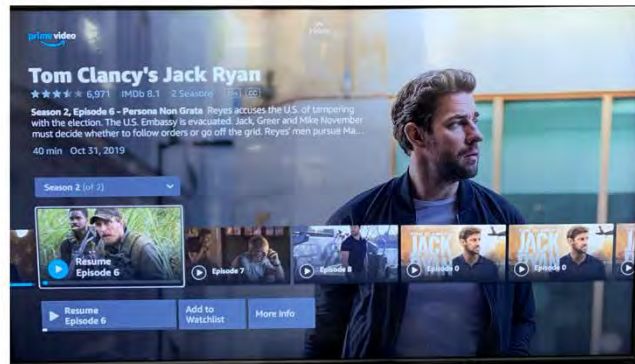 prime video
prime
Tom Clancy's Jack Ryan
6,971 IMDb 8.1 2 Seasons CC
Season 2, Episode 6 - Persona Non Grata Reyes accuses the U.S. of tampering
with the election. The U.S. Embassy is evacuated. Jack, Greer and Mike November
must decide whether to follow orders or go off the grid. Reyes' men pursue Ma...
40 min Oct 31, 2019
Season 2 (of 2)
Resume
Episode 6
Episode 7
Episode 8
JACK
Episode 0
JACK
Episode 0
Resume
Episode 6
Add to
Watchlist
More Info